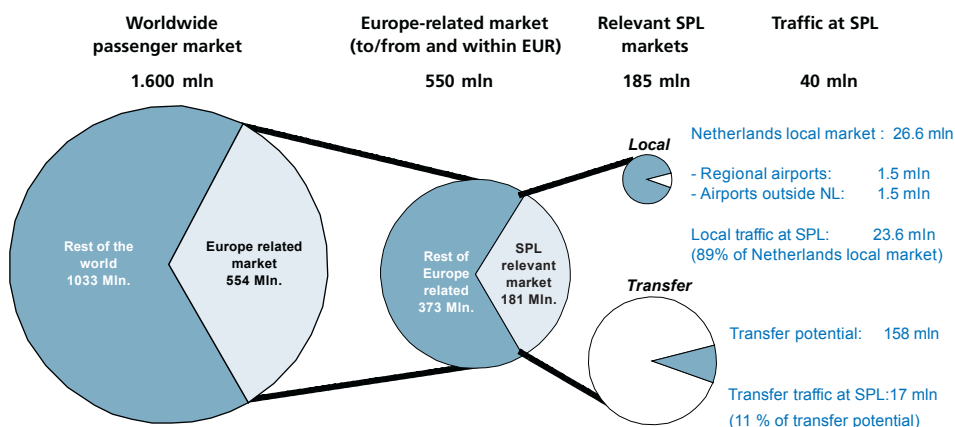 Worldwide
passenger market
1.600 mln
Europe-related market
(to/from and within EUR)
550 mln
Relevant SPL
markets
185 mln
Traffic at SPL
40 mln
Rest of the
world
1033 Mln.
Europe related
market
554 Mln.
Rest of
Europe
related
373 Mln.
SPL
relevant
market
181 Mln.
Local
Netherlands local market : 26.6 mln
- Regional airports: 1.5 mln
- Airports outside NL: 1.5 mln
Local traffic at SPL: 23.6 mln
(89% of Netherlands local market)
Transfer
Transfer potential: 158 mln
Transfer traffic at SPL:17 mln
(11 % of transfer potential)